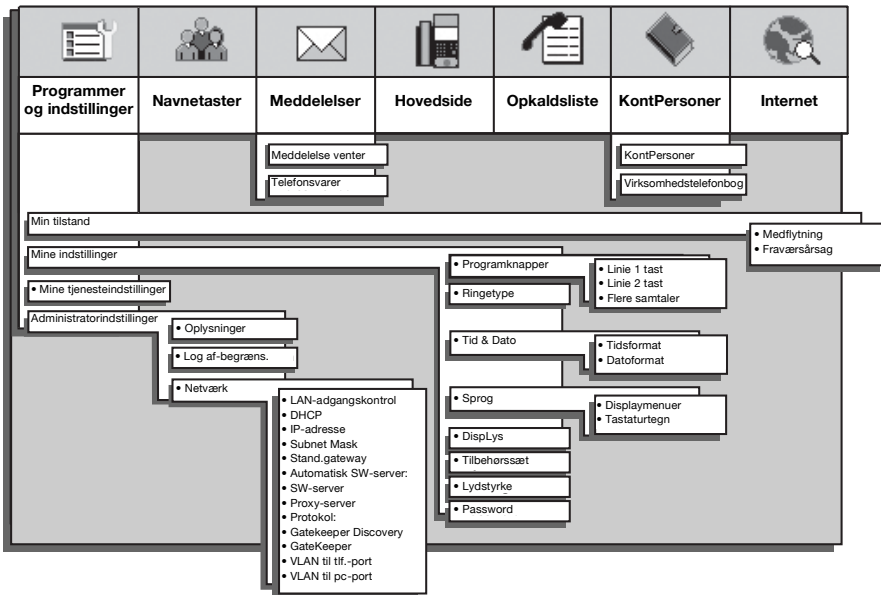 Programmer
og indstillinger
Navnetaster
Meddelelser
Hovedside
Opkaldsliste
KontPersoner
Internet
Meddelelse venter
Telefonsvarer
KontPersoner
Virksomhedstelefonbog
Min tilstand
• Medflytning
• Fraværsårsag
Mine indstillinger
• Programknapper
• Linie 1 tast
• Linie 2 tast
• Flere samtaler
• Ringetype
• Tid & Dato
• Tidsformat
• Datoformat
• Sprog
• Displaymenuer
• Tastaturtegn
• DispLys
• Tilbehørssæt
• Lydstyrke
• Password
• Mine tjenesteindstillinger
Administratorindstillinger
• Oplysninger
• Log af-begræns.
• Netværk
• LAN-adgangskontrol
• DHCP
• IP-adresse
• Subnet Mask
• Stand.gateway
• Automatisk SW-server:
• SW-server
• Proxy-server
• Protokol:
• Gatekeeper Discovery
• GateKeeper
• VLAN til tlf.-port
• VLAN til pc-port